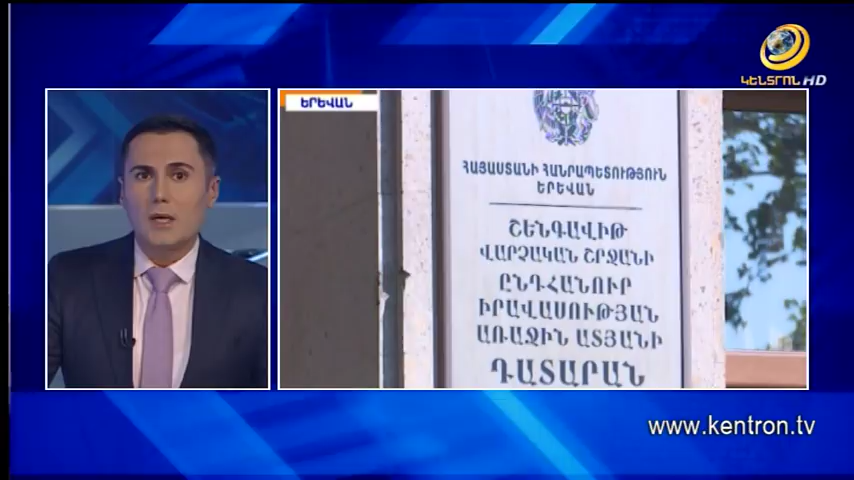 ԿԵՆՏՐՈՆ HD
ԵՐԵՎԱՆ
ՀԱՅԱՍՏԱՆԻ ՀԱՆՐԱՊԵՏՈՒԹՅՈՒՆ
ԵՐԵՎԱՆ
ՇԵՆԳԱՎԻԹ
ՎԱՐՉԱԿԱՆ ՇՐՋԱՆԻ
ԸՆԴՀԱՆՈՒՐ
ԻՐԱՎԱՍՈՒԹՅԱՆ
ԱՌԱՋԻՆ ԱՏՅԱՆԻ
ԴԱՏԱՐԱՆ
www.kentron.tv